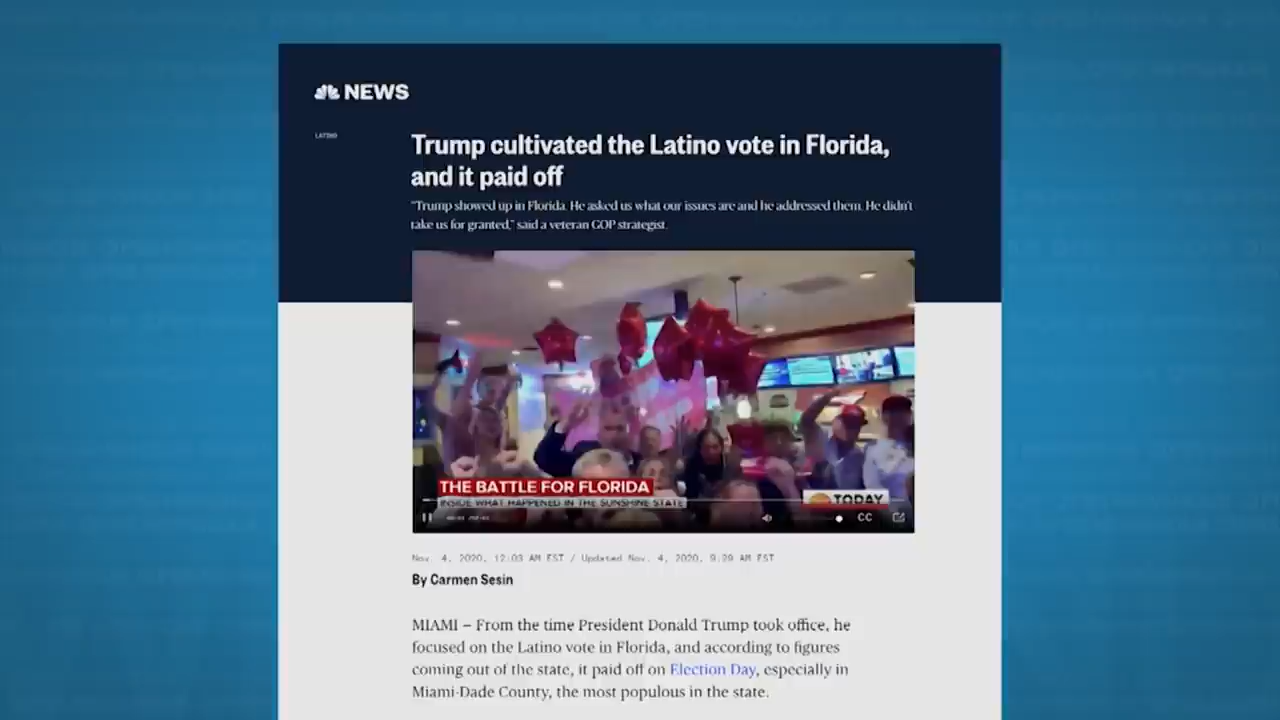 NEWS
LATINO
Trump cultivated the Latino vote in Florida,
and it paid off
"Trump showed up in Florida. He asked us what our issues are and he addressed them. He didn't
take us for granted," said a veteran GOP strategist.
THE BATTLE FOR FLORIDA
INSIDE WHAT HAPPENED IN THE SUNSHINE STATE
TODAY
CC
Nov. 4, 2020, 12:03 AM EST / Updated Nov. 4, 2020, 9:29 AM EST
By Carmen Sesin
MIAMI — From the time President Donald Trump took office, he
focused on the Latino vote in Florida, and according to figures
coming out of the state, it paid off on Election Day, especially in
Miami-Dade County, the most populous in the state.